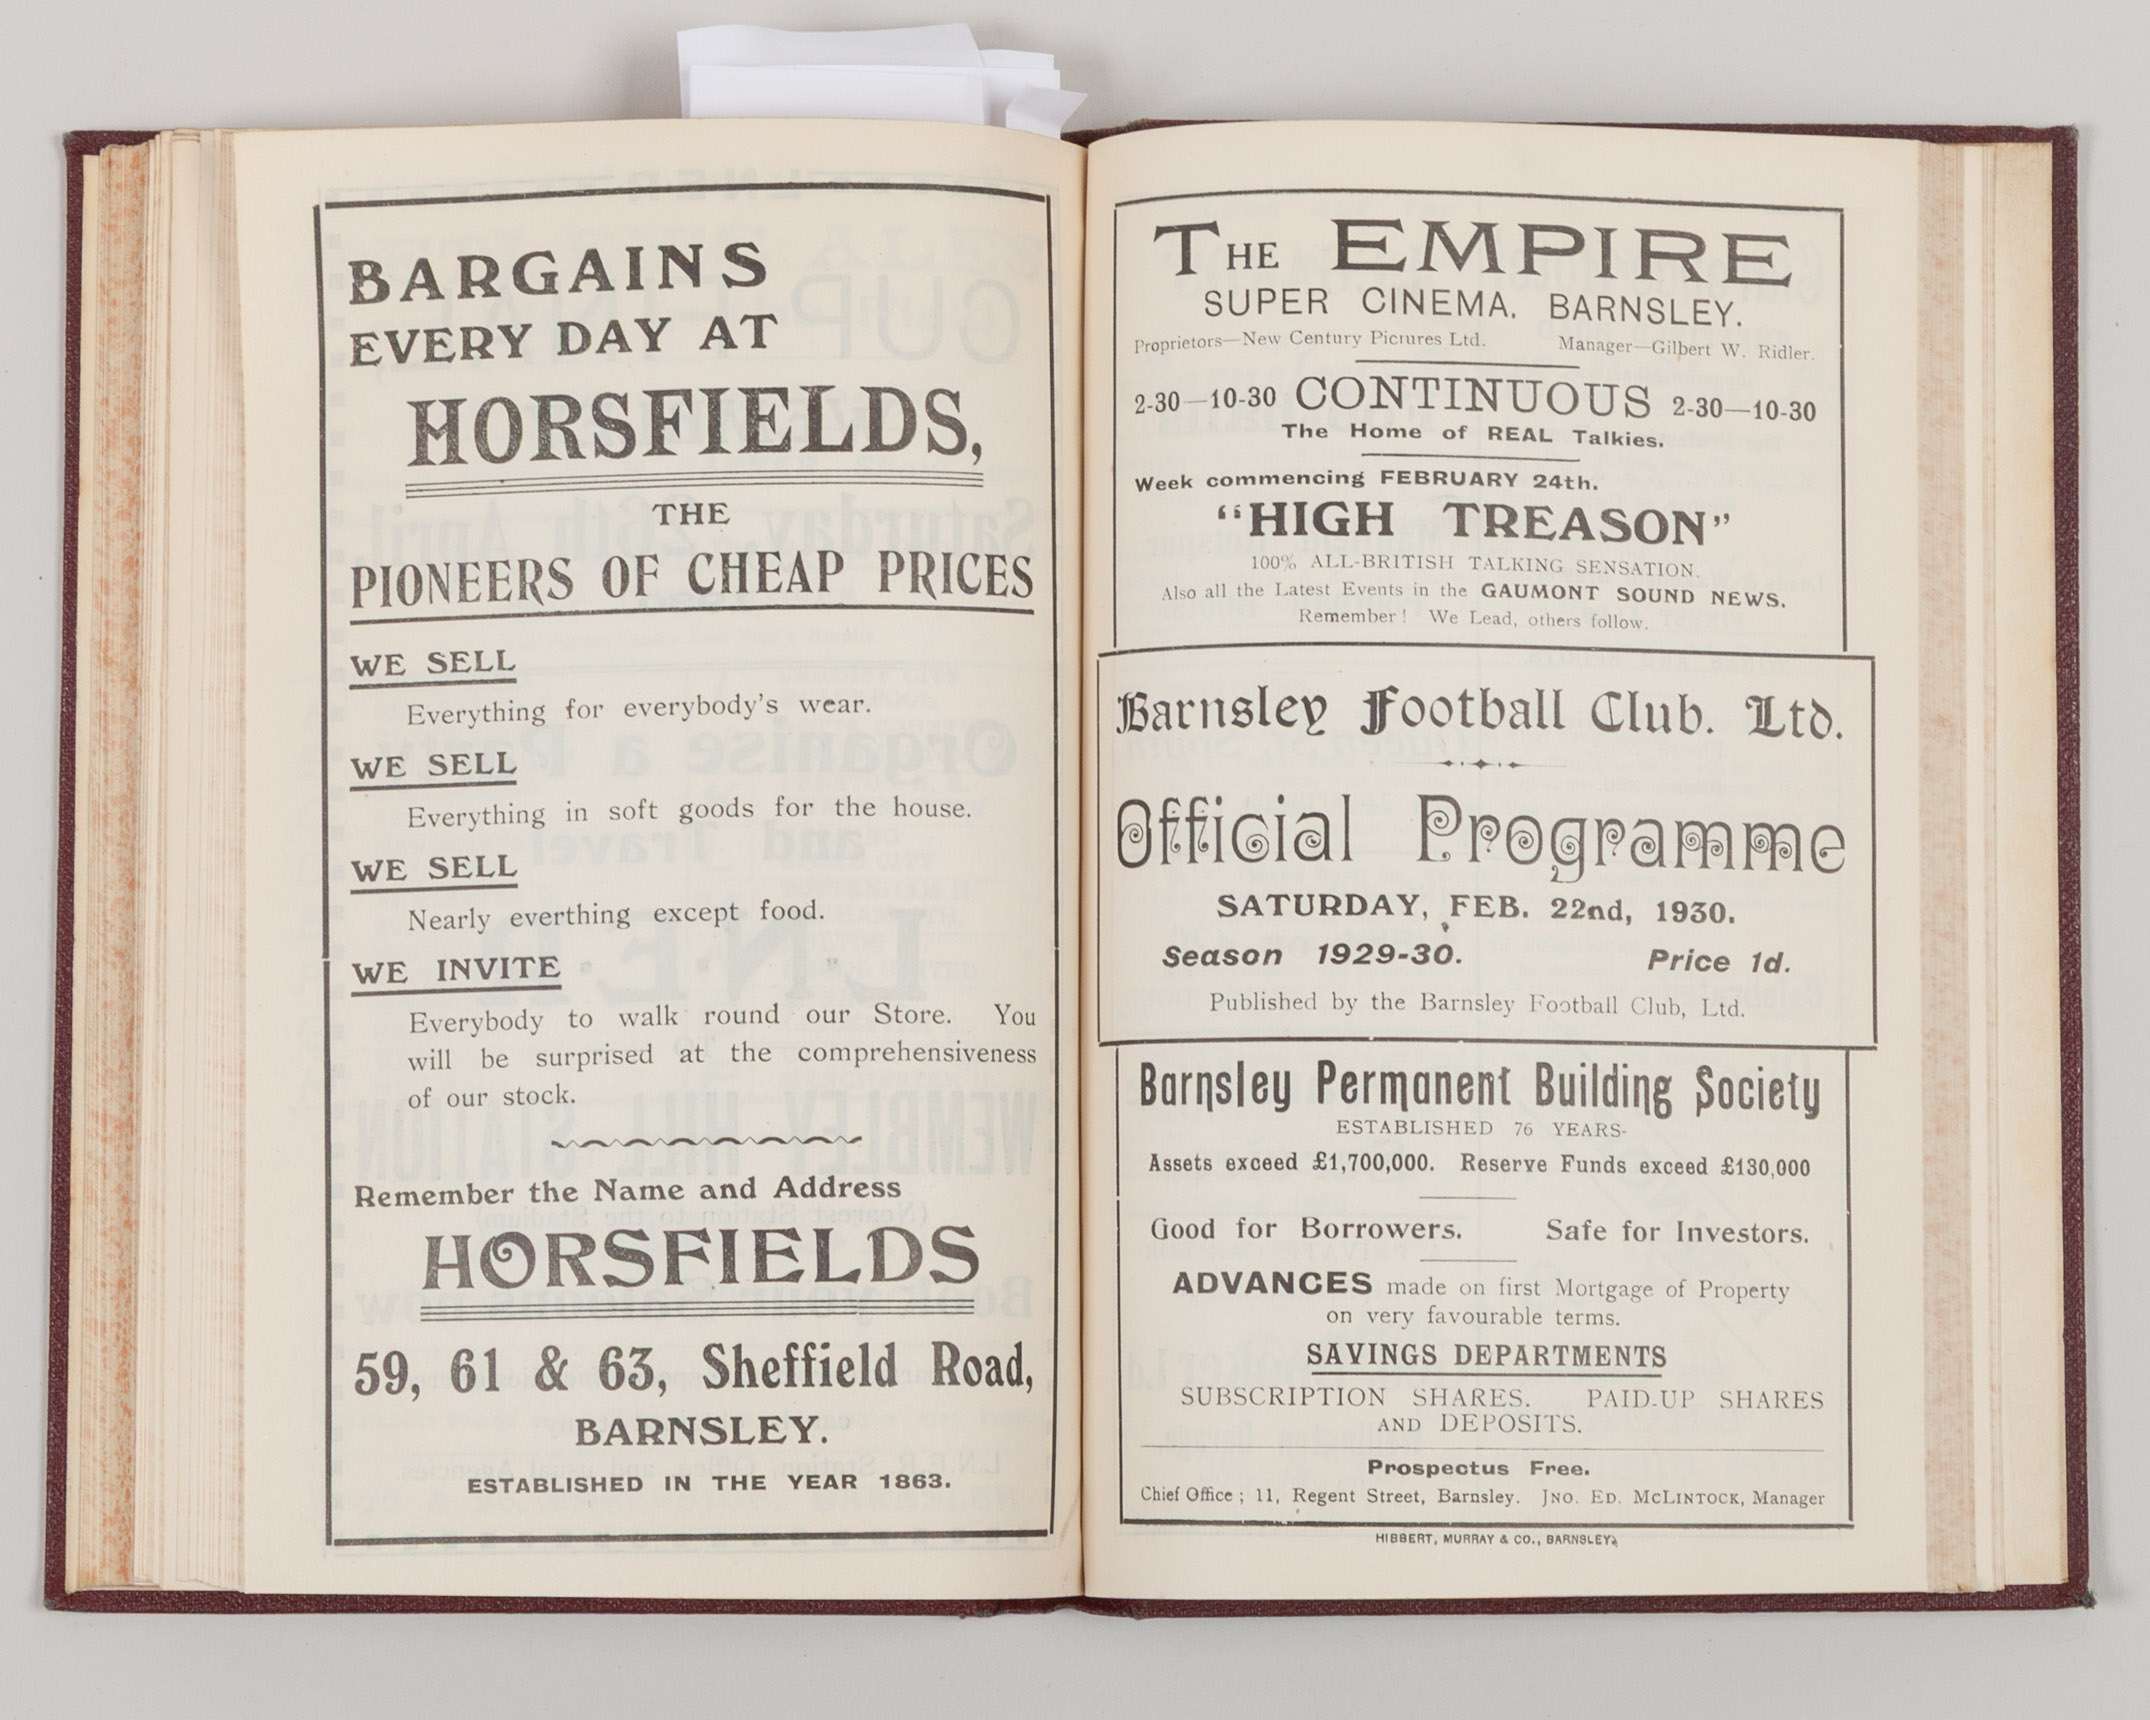 BARGAINS
EVERY DAY AT
HORSFIELDS,
THE
PIONEERS OF CHEAP PRICES
WE SELL
Everything for everybody's wear.
WE SELL
Everything in soft goods for the house.
WE SELL
Nearly everthing except food.
WE INVITE
Everybody to walk round our Store. You
will be surprised at the comprehensiveness
of our stock.
Remember the Name and Address
HORSFIELDS
59, 61 & 63, Sheffield Road,
BARNSLEY.
ESTABLISHED IN THE YEAR 1863.
THE EMPIRE
SUPER CINEMA. BARNSLEY.
Proprietors—New Century Picrures Ltd. Manager—Gilbert W. Ridler.
2-30—10-30 CONTINUOUS 2-30—10-30
The Home of REAL Talkies.
Week commencing FEBRUARY 24th.
"HIGH TREASON"
100% ALL-BRITISH TALKING SENSATION.
Also all the Latest Events in the GAUMONT SOUND NEWS.
Remember! We Lead, others follow.
Barnsley Football Club. Ltd.
Official Programme
SATURDAY, FEB. 22nd, 1930.
Season 1929-30. Price 1d.
Published by the Barnsley Football Club, Ltd.
Barnsley Permanent Building Society
ESTABLISHED 76 YEARS-
Assets exceed £1,700,000. Reserve Funds exceed £130,000
Good for Borrowers. Safe for Investors.
ADVANCES made on first Mortgage of Property
on very favourable terms.
SAVINGS DEPARTMENTS
SUBSCRIPTION SHARES. PAID-UP SHARES
AND DEPOSITS.
Prospectus Free.
Chief Office; 11, Regent Street, Barnsley. JNO. ED. MCLINTOCK, Manager
HIBBERT, MURRAY & CO., BARNSLEY.